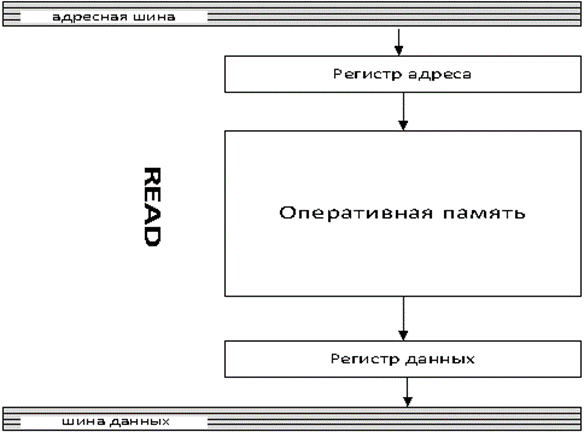 адресная шина
Регистр адреса
READ
Оперативная память
Регистр данных
шина данных